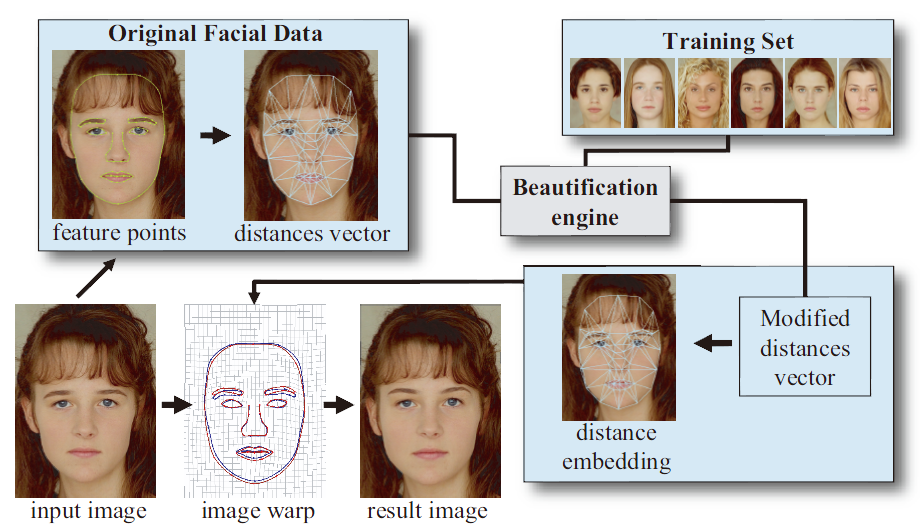 Original Facial Data
feature points
distances vector
Training Set
Beautification
engine
Modified
distances
vector
distance
embedding
input image
image warp
result image